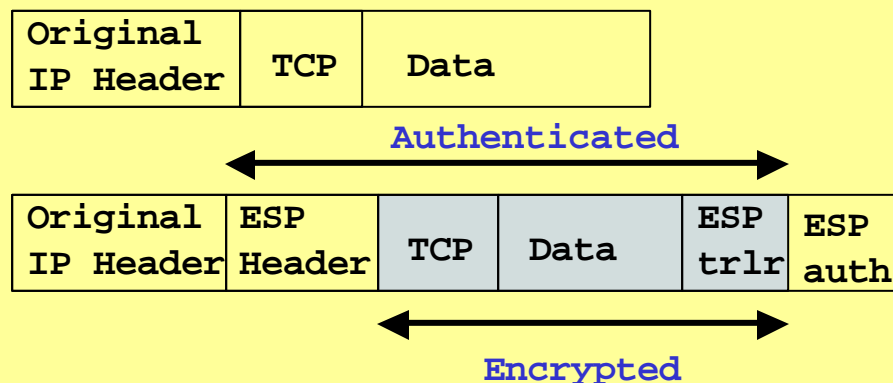 Original
IP Header
TCP
Data
Authenticated
Original
IP Header
ESP
Header
TCP
Data
ESP
trlr
ESP
auth
Encrypted